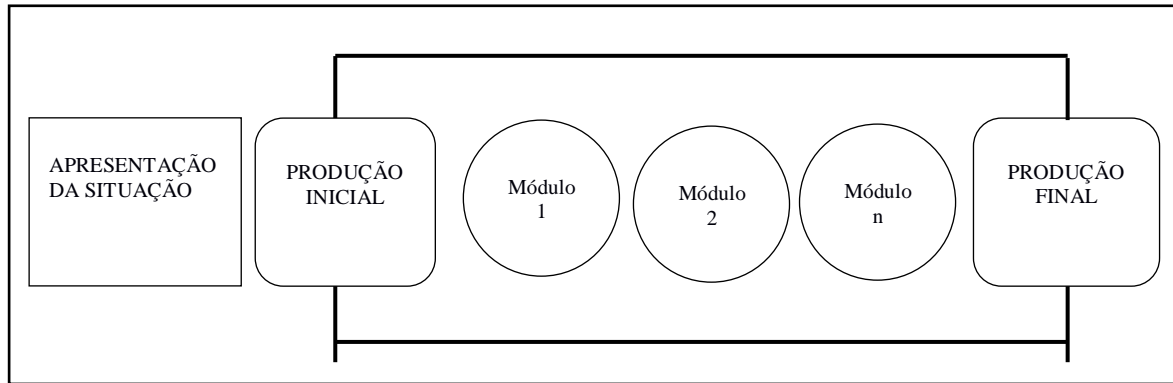 APRESENTAÇÃO
DA SITUAÇÃO
PRODUÇÃO
INICIAL
Módulo
1
Módulo
2
Módulo
n
PRODUÇÃO
FINAL